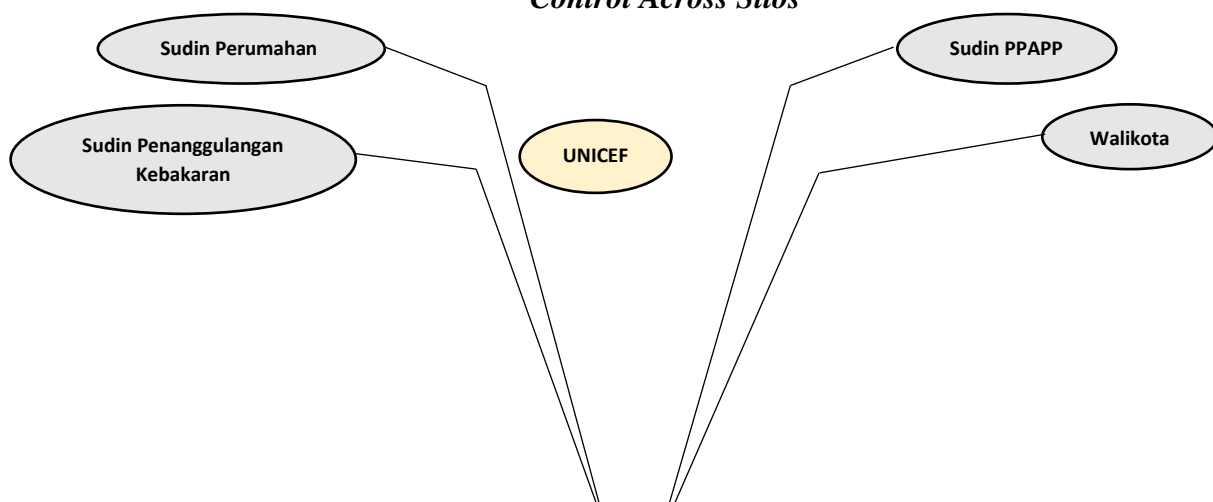 Control Across Silos
Sudin Perumahan
Sudin PPAPP
Sudin Penanggulangan
Kebakaran
UNICEF
Walikota